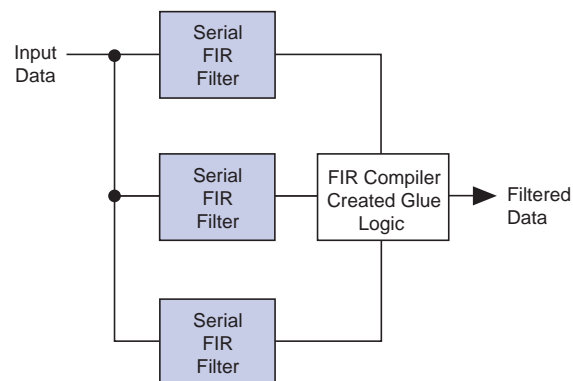 Serial
FIR
Filter
Input
Data
Serial
FIR
Filter
FIR Compiler
Created Glue
Logic
Filtered
Data
Serial
FIR
Filter